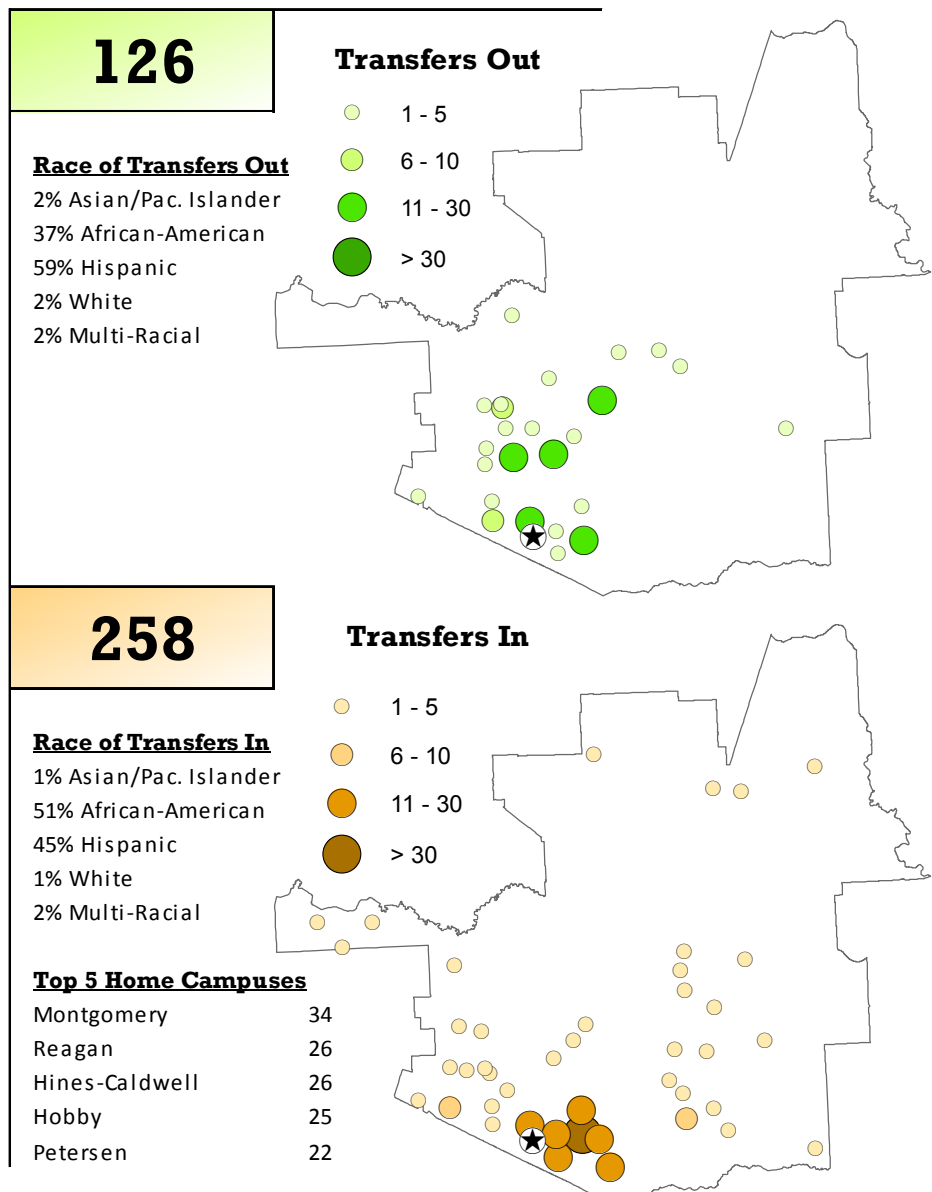 126
Transfers Out
1 - 5
6 - 10
11 - 30
> 30
Race of Transfers Out
2% Asian/Pac. Islander
37% African-American
59% Hispanic
2% White
2% Multi-Racial
258
Transfers In
1 - 5
6 - 10
11 - 30
> 30
Race of Transfers In
1% Asian/Pac. Islander
51% African-American
45% Hispanic
1% White
2% Multi-Racial
Top 5 Home Campuses
Montgomery 34
Reagan 26
Hines-Caldwell 26
Hobby 25
Petersen 22